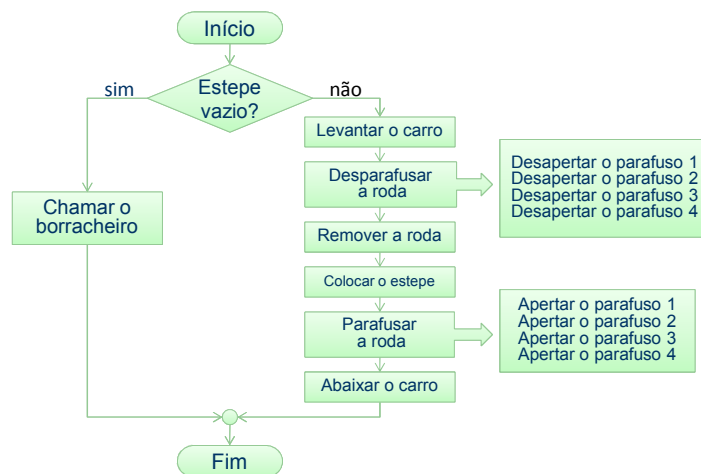 Início
Estepe
vazio?
sim
não
Levantar o carro
Desparafusar
a roda
Desapertar o parafuso 1
Desapertar o parafuso 2
Desapertar o parafuso 3
Desapertar o parafuso 4
Chamar o
borracheiro
Remover a roda
Colocar o estepe
Parafusar
a roda
Apertar o parafuso 1
Apertar o parafuso 2
Apertar o parafuso 3
Apertar o parafuso 4
Abaixar o carro
Fim